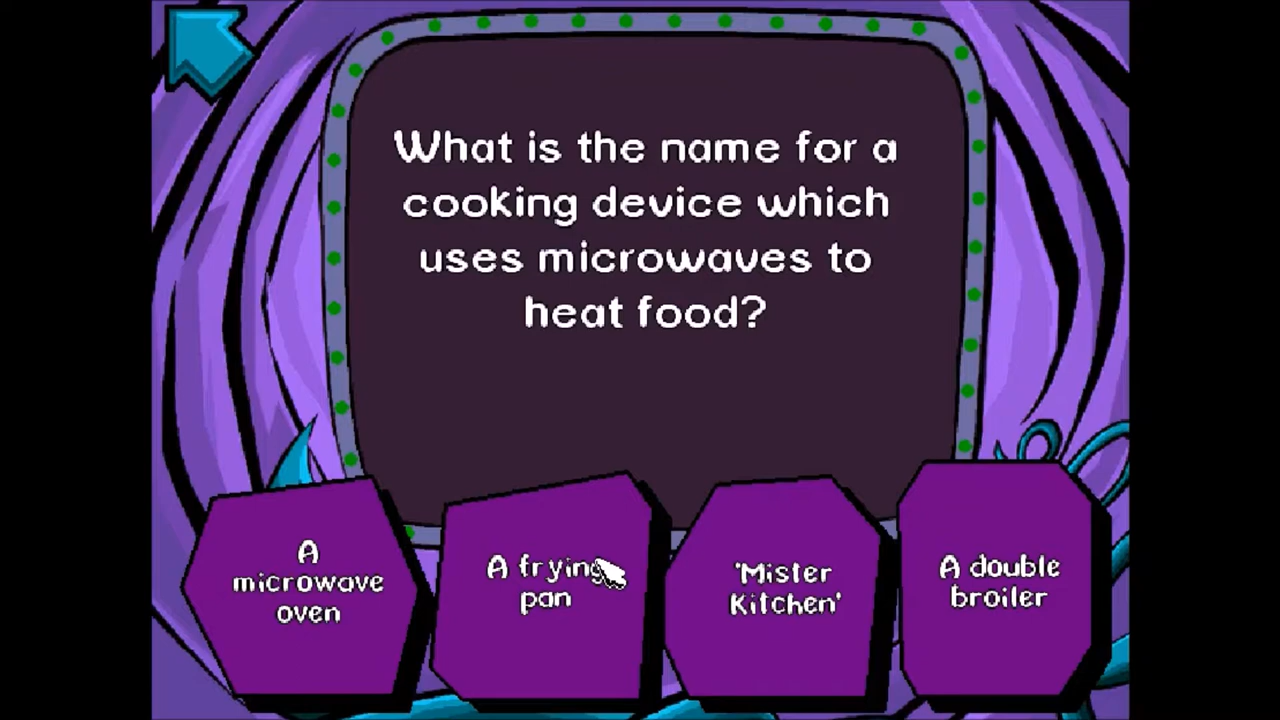 What is the name for a
cooking device which
uses microwaves to
heat food?
A
microwave
oven
A frying
pan
'Mister
Kitchen'
A double
broiler